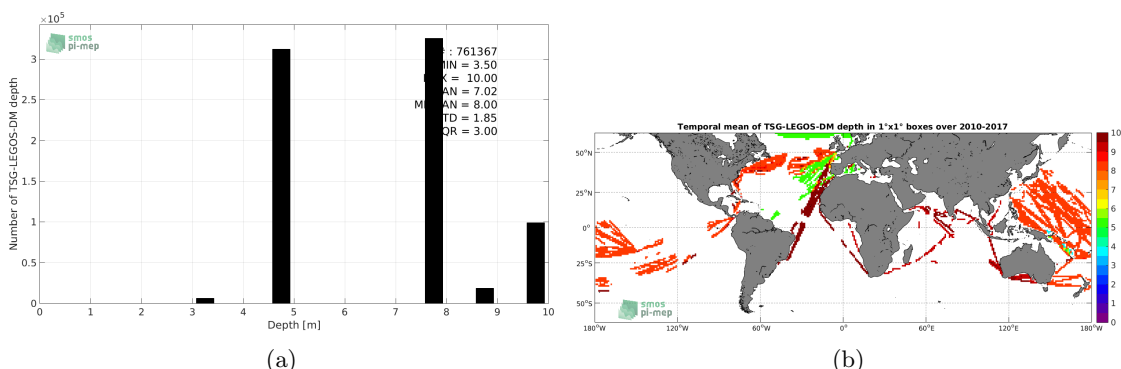 ×10⁵
smos
pi-mep
: 761367
MIN = 3.50
X = 10.00
AN = 7.02
AN = 8.00
TD = 1.85
QR = 3.00
Number of TSG-LEGOS-DM depth
3
2.5
2
1.5
1
0.5
0
0 1 2 3 4 5 6 7 8 9 10
Depth [m]
(a)
Temporal mean of TSG-LEGOS-DM depth in 1°x1° boxes over 2010-2017
50°N
25°N
0°
25°S
50°S
180°W 120°W 60°W 0° 60°E 120°E 180°W
10
9
8
7
6
5
4
3
2
1
0
smos
pi-mep
(b)